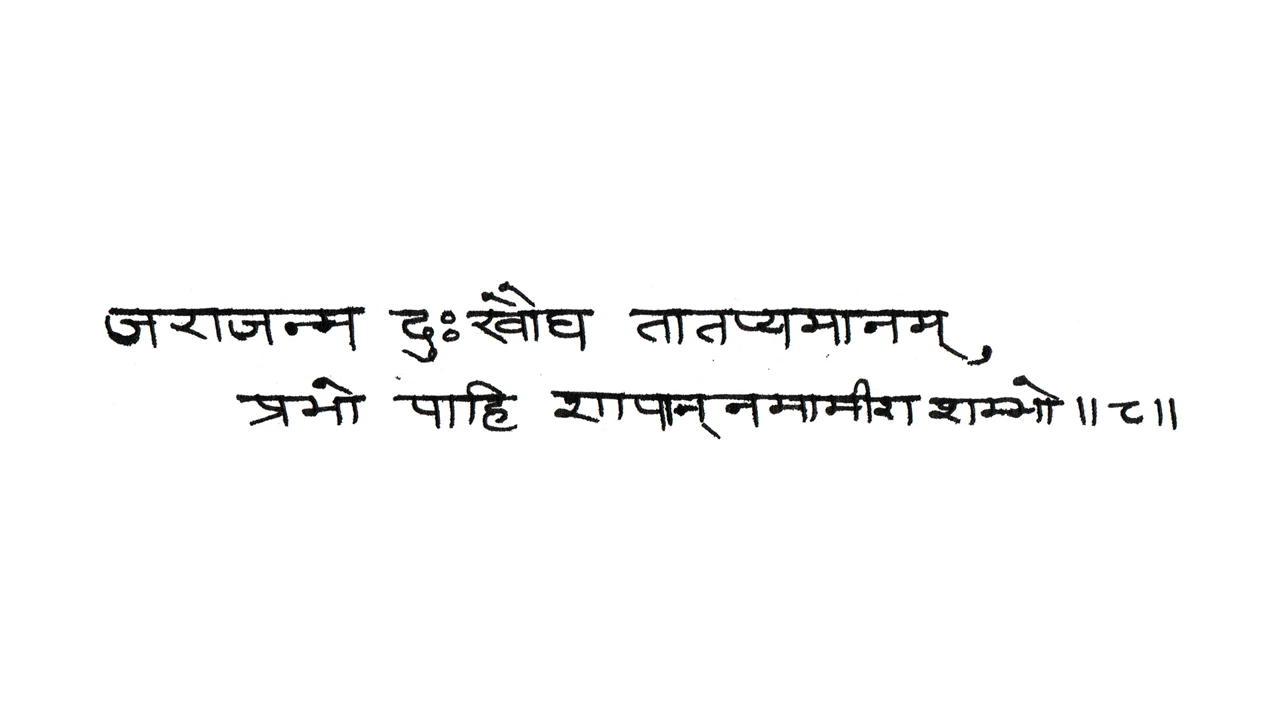 जराजन्म दुःखौघ तातप्यमानम्,
प्रभो पाहि शापान् नमामीश शम्भो ॥८॥